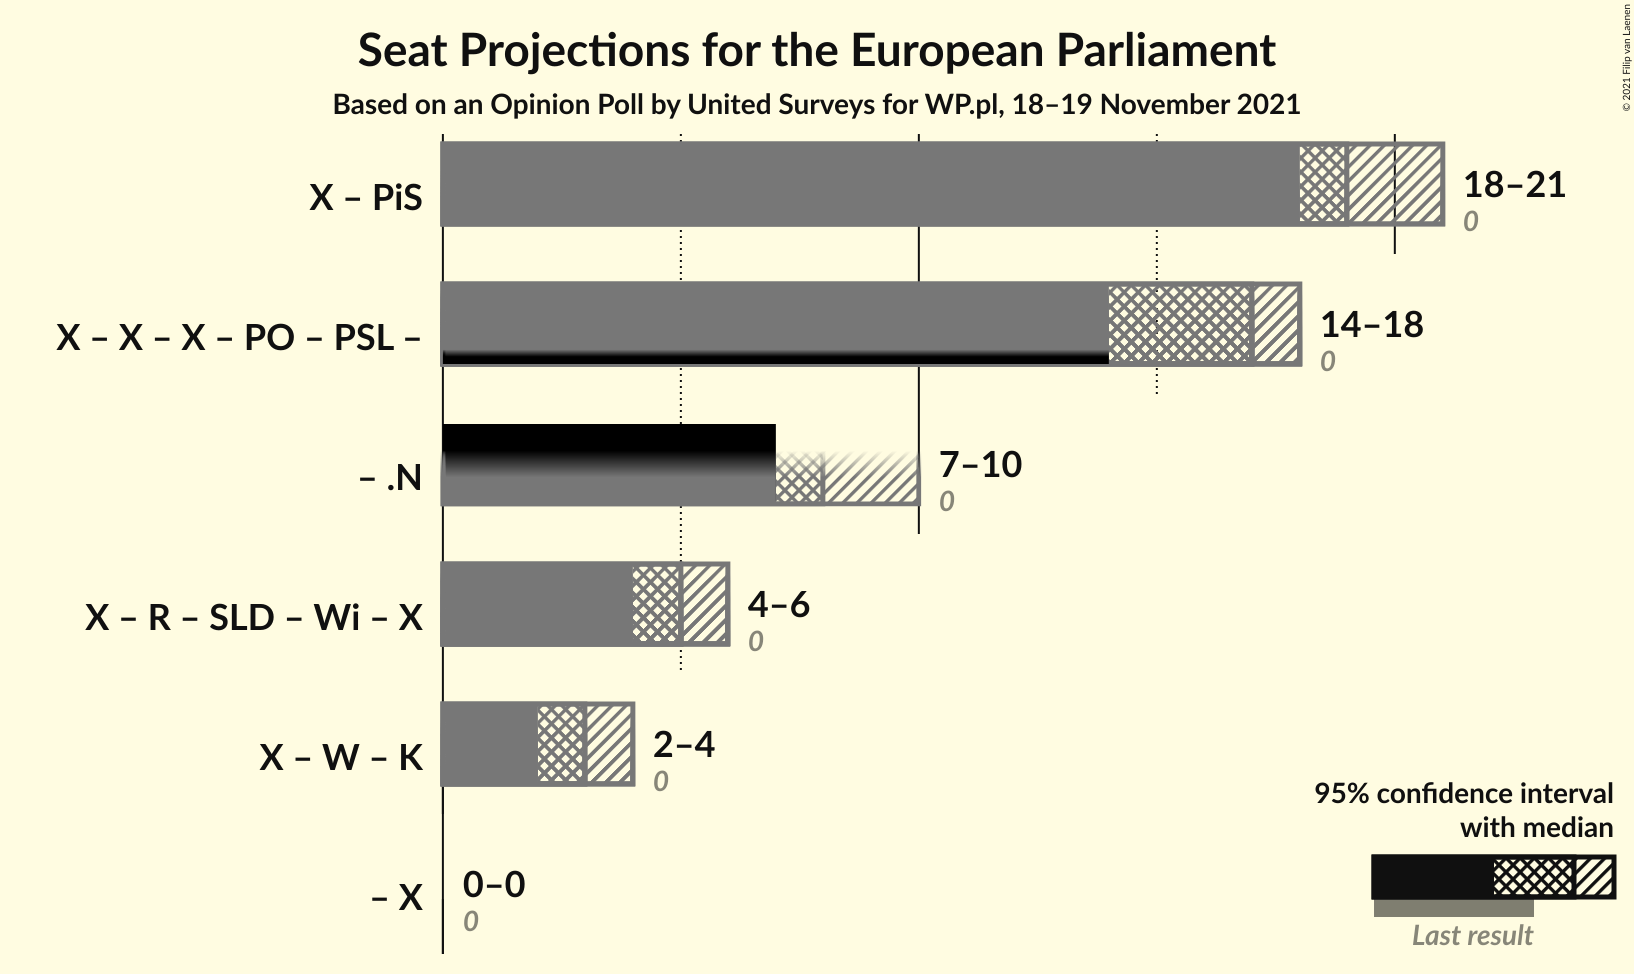 Seat Projections for the European Parliament
Based on an Opinion Poll by United Surveys for WP.pl, 18–19 November 2021
© 2021 Filip van Laenen
X – PiS
18–21
0
X – X – X – PO – PSL –
14–18
0
– .N
7–10
0
X – R – SLD – Wi – X
4–6
0
X – W – K
2–4
0
– X
0–0
0
95% confidence interval
with median
Last result